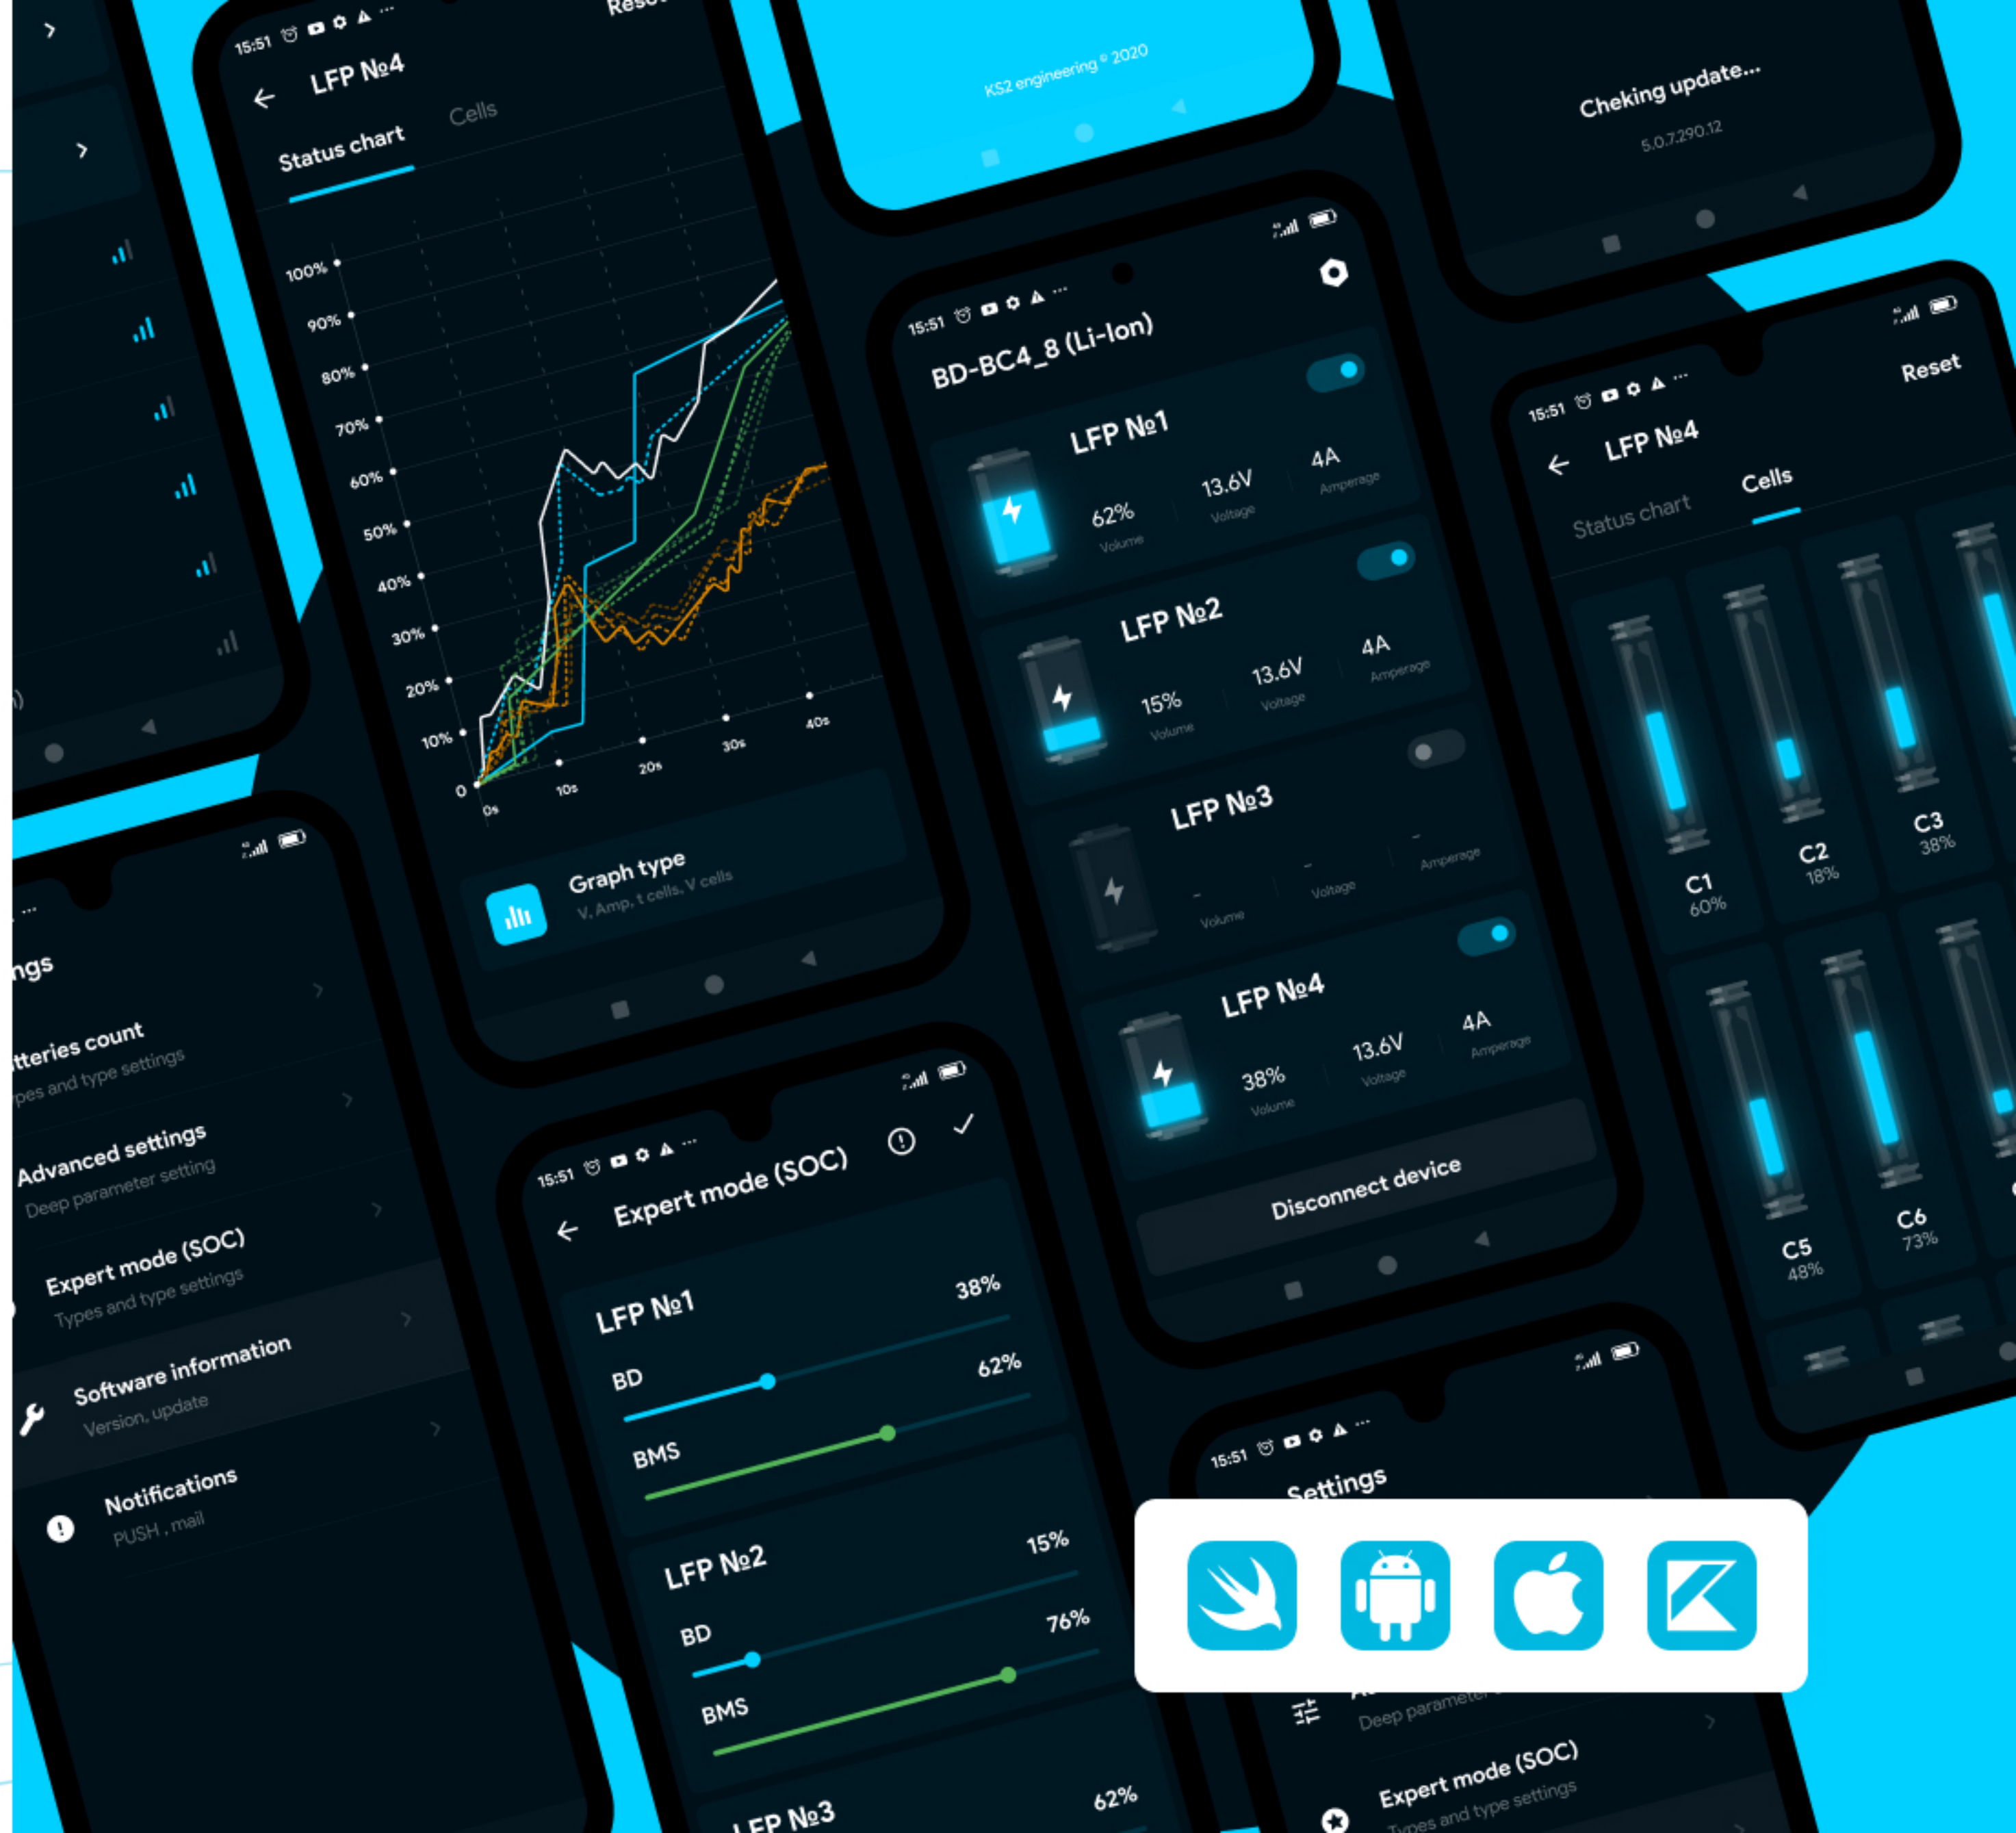 15:51
Reset
LFP №4
Status chart
Cells
100%
90%
80%
70%
60%
50%
40%
30%
20%
10%
0
0s
10s
20s
30s
40s
Graph type
V, Amp, t cells, V cells
KS2 engineering © 2020
Cheking update...
5.0.7.290.12
15:51
BD-BC4_8 (Li-Ion)
LFP №1
62%
Volume
13.6V
Voltage
4A
Amperage
LFP №2
15%
Volume
13.6V
Voltage
4A
Amperage
LFP №3
-
Volume
-
Voltage
-
Amperage
LFP №4
38%
Volume
13.6V
Voltage
4A
Amperage
Disconnect device
15:51
Reset
LFP №4
Status chart
Cells
C1
60%
C2
18%
C3
38%
C5
48%
C6
73%
ngs
tteries count
pes and type settings
Advanced settings
Deep parameter setting
Expert mode (SOC)
Types and type settings
Software information
Version, update
Notifications
PUSH , mail
15:51
Expert mode (SOC)
LFP №1
38%
BD
62%
BMS
LFP №2
15%
BD
76%
BMS
LFP №3
62%
15:51
Settings
Deep parameter
Expert mode (SOC)
Types and type settings